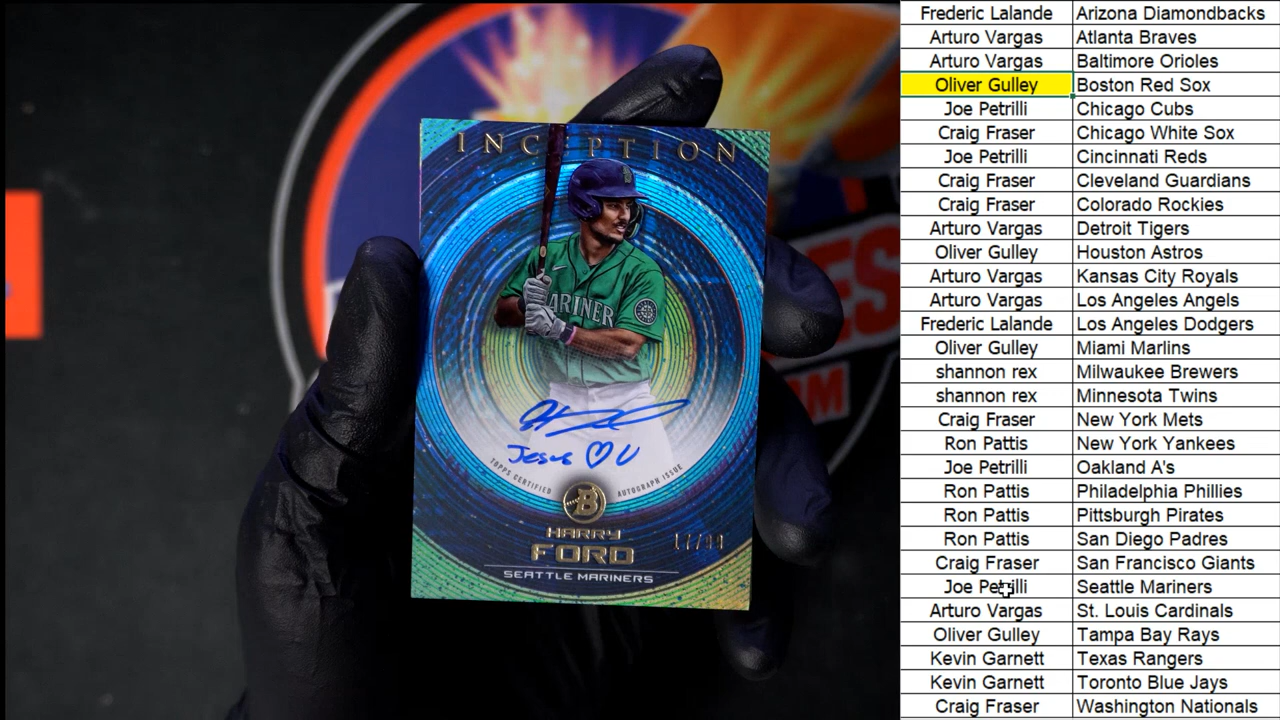 INCEPTION
MARINER
Jesus ♡ U
TOPPS CERTIFIED AUTOGRAPH ISSUE
B
HARRY
FORD
17/99
SEATTLE MARINERS
ES
AM
Frederic Lalande Arizona Diamondbacks
Arturo Vargas Atlanta Braves
Arturo Vargas Baltimore Orioles
Oliver Gulley Boston Red Sox
Joe Petrilli Chicago Cubs
Craig Fraser Chicago White Sox
Joe Petrilli Cincinnati Reds
Craig Fraser Cleveland Guardians
Craig Fraser Colorado Rockies
Arturo Vargas Detroit Tigers
Oliver Gulley Houston Astros
Arturo Vargas Kansas City Royals
Arturo Vargas Los Angeles Angels
Frederic Lalande Los Angeles Dodgers
Oliver Gulley Miami Marlins
shannon rex Milwaukee Brewers
shannon rex Minnesota Twins
Craig Fraser New York Mets
Ron Pattis New York Yankees
Joe Petrilli Oakland A's
Ron Pattis Philadelphia Phillies
Ron Pattis Pittsburgh Pirates
Ron Pattis San Diego Padres
Craig Fraser San Francisco Giants
Joe Petrilli Seattle Mariners
Arturo Vargas St. Louis Cardinals
Oliver Gulley Tampa Bay Rays
Kevin Garnett Texas Rangers
Kevin Garnett Toronto Blue Jays
Craig Fraser Washington Nationals